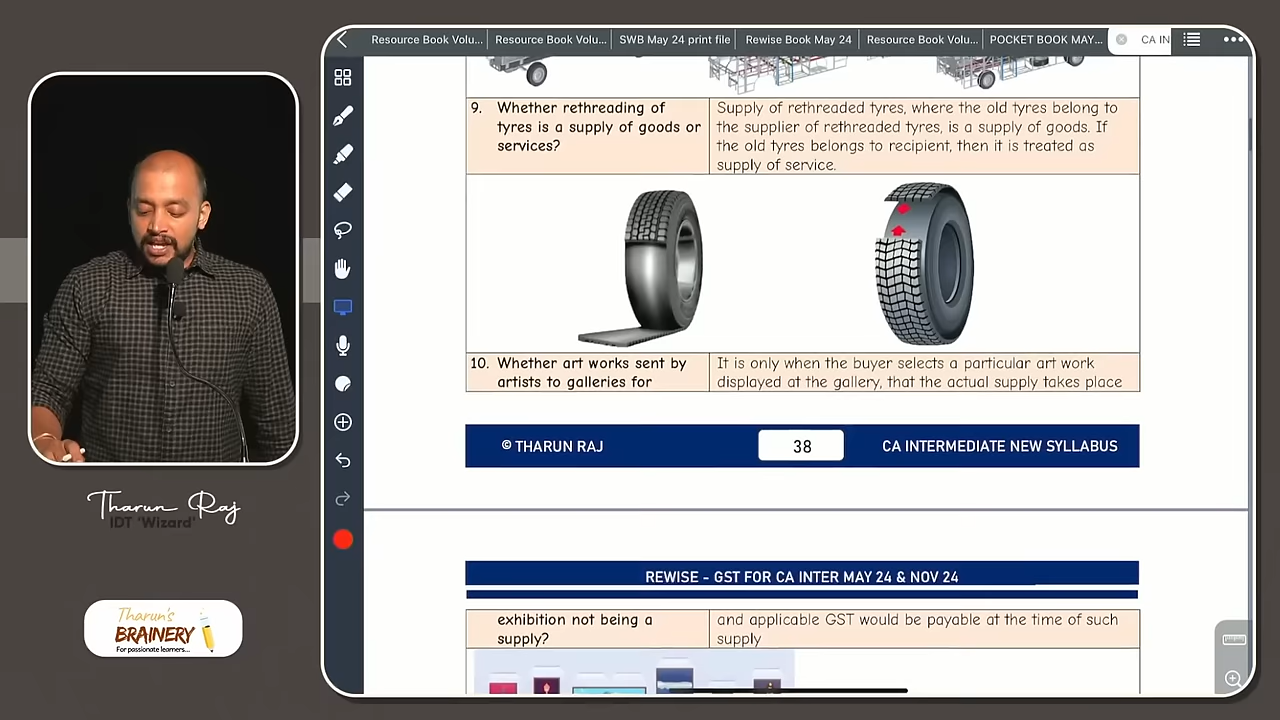 Resource Book Volu...
Resource Book Volu...
SWB May 24 print file
Rewise Book May 24
Resource Book Volu...
POCKET BOOK MAY...
CA IN
9. Whether rethreading of
tyres is a supply of goods or
services?
Supply of rethreaded tyres, where the old tyres belong to
the supplier of rethreaded tyres, is a supply of goods. If
the old tyres belongs to recipient, then it is treated as
supply of service.
10. Whether art works sent by
artists to galleries for
It is only when the buyer selects a particular art work
displayed at the gallery, that the actual supply takes place
© THARUN RAJ
38
CA INTERMEDIATE NEW SYLLABUS
REWISE - GST FOR CA INTER MAY 24 & NOV 24
exhibition not being a
supply?
and applicable GST would be payable at the time of such
supply
Tharun Raj
IDT 'Wizard'
Tharun's
BRAINERY
For passionate learners...